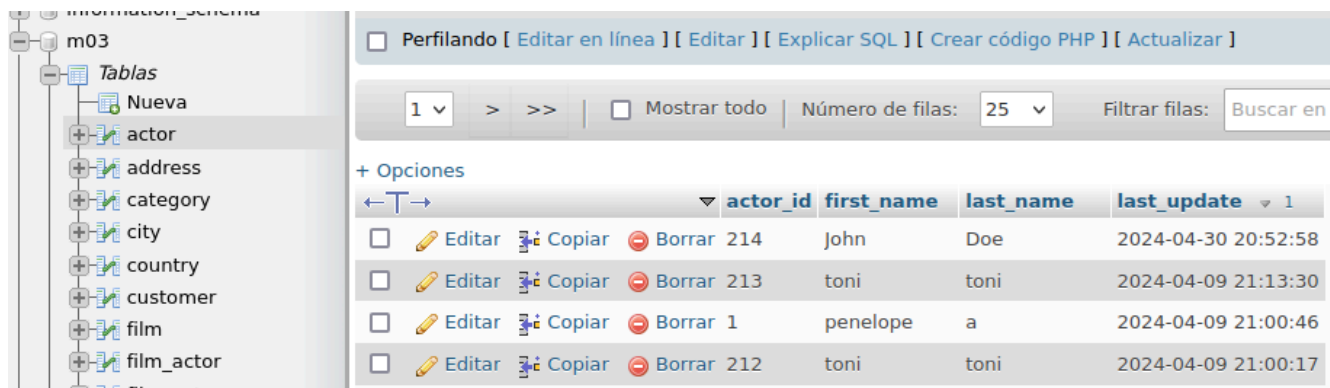 information_schema
m03
Tablas
Nueva
actor
address
category
city
country
customer
film
film_actor
Perfilando [ Editar en línea ] [ Editar ] [ Explicar SQL ] [ Crear código PHP ] [ Actualizar ]
1 > >> | Mostrar todo | Número de filas: 25 Filtrar filas: Buscar en
+ Opciones
←T→ actor_id first_name last_name last_update 1
Editar Copiar Borrar 214 John Doe 2024-04-30 20:52:58
Editar Copiar Borrar 213 toni toni 2024-04-09 21:13:30
Editar Copiar Borrar 1 penelope a 2024-04-09 21:00:46
Editar Copiar Borrar 212 toni toni 2024-04-09 21:00:17